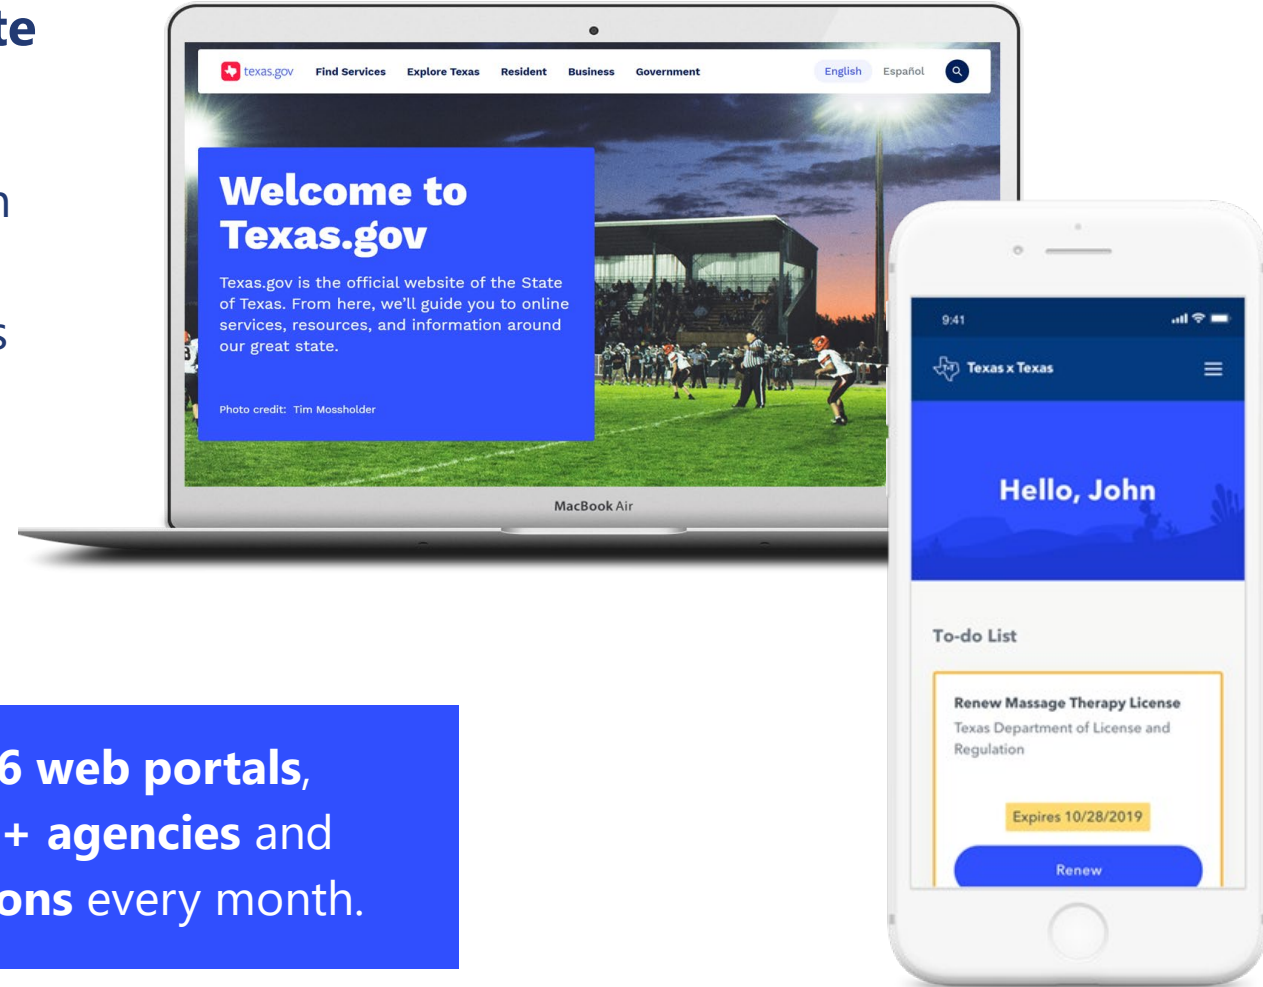 te
n
s
texas.gov Find Services Explore Texas Resident Business Government English Español
Welcome to
Texas.gov
Texas.gov is the official website of the State
of Texas. From here, we'll guide you to online
services, resources, and information around
our great state.
Photo credit: Tim Mossholder
MacBook Air
9:41
Texas x Texas
Hello, John
To-do List
Renew Massage Therapy License
Texas Department of License and
Regulation
Expires 10/28/2019
Renew
6 web portals,
+ agencies and
ons every month.